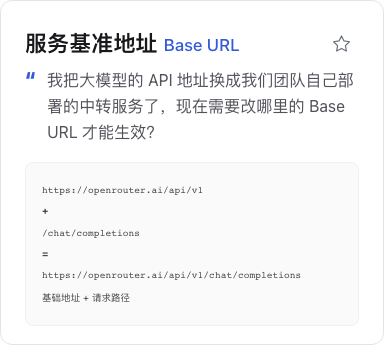 服务基准地址 Base URL
“ 我把大模型的 API 地址换成我们团队自己部
署的中转服务了，现在需要改哪里的 Base
URL 才能生效？
https://openrouter.ai/api/v1
+
/chat/completions
=
https://openrouter.ai/api/v1/chat/completions
基础地址 + 请求路径